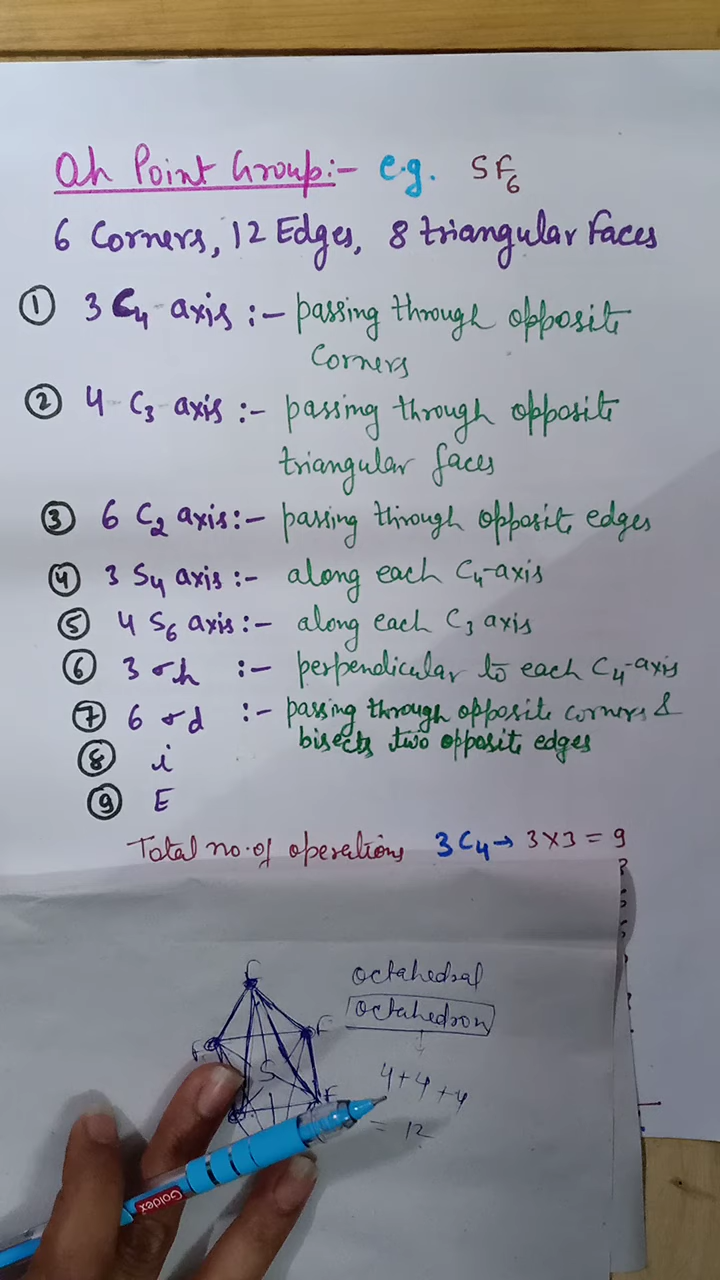 Oh Point Group:- e.g. SF6
6 Corners, 12 Edges, 8 triangular faces
① 3 C4 axis :- passing through opposite
corners
② 4 C3 axis :- passing through opposite
triangular faces
③ 6 C2 axis :- passing through opposite edges
④ 3 S4 axis :- along each C4-axis
⑤ 4 S6 axis :- along each C3 axis
⑥ 3 σh :- perpendicular to each C4-axis
⑦ 6 σd :- passing through opposite corners &
bisects two opposite edges
⑧ i
⑨ E
Total no. of operations 3C4 → 3×3 = 9
octahedral
octahedron
F
F
F
S
F
4+4+4
= 12
Goldex